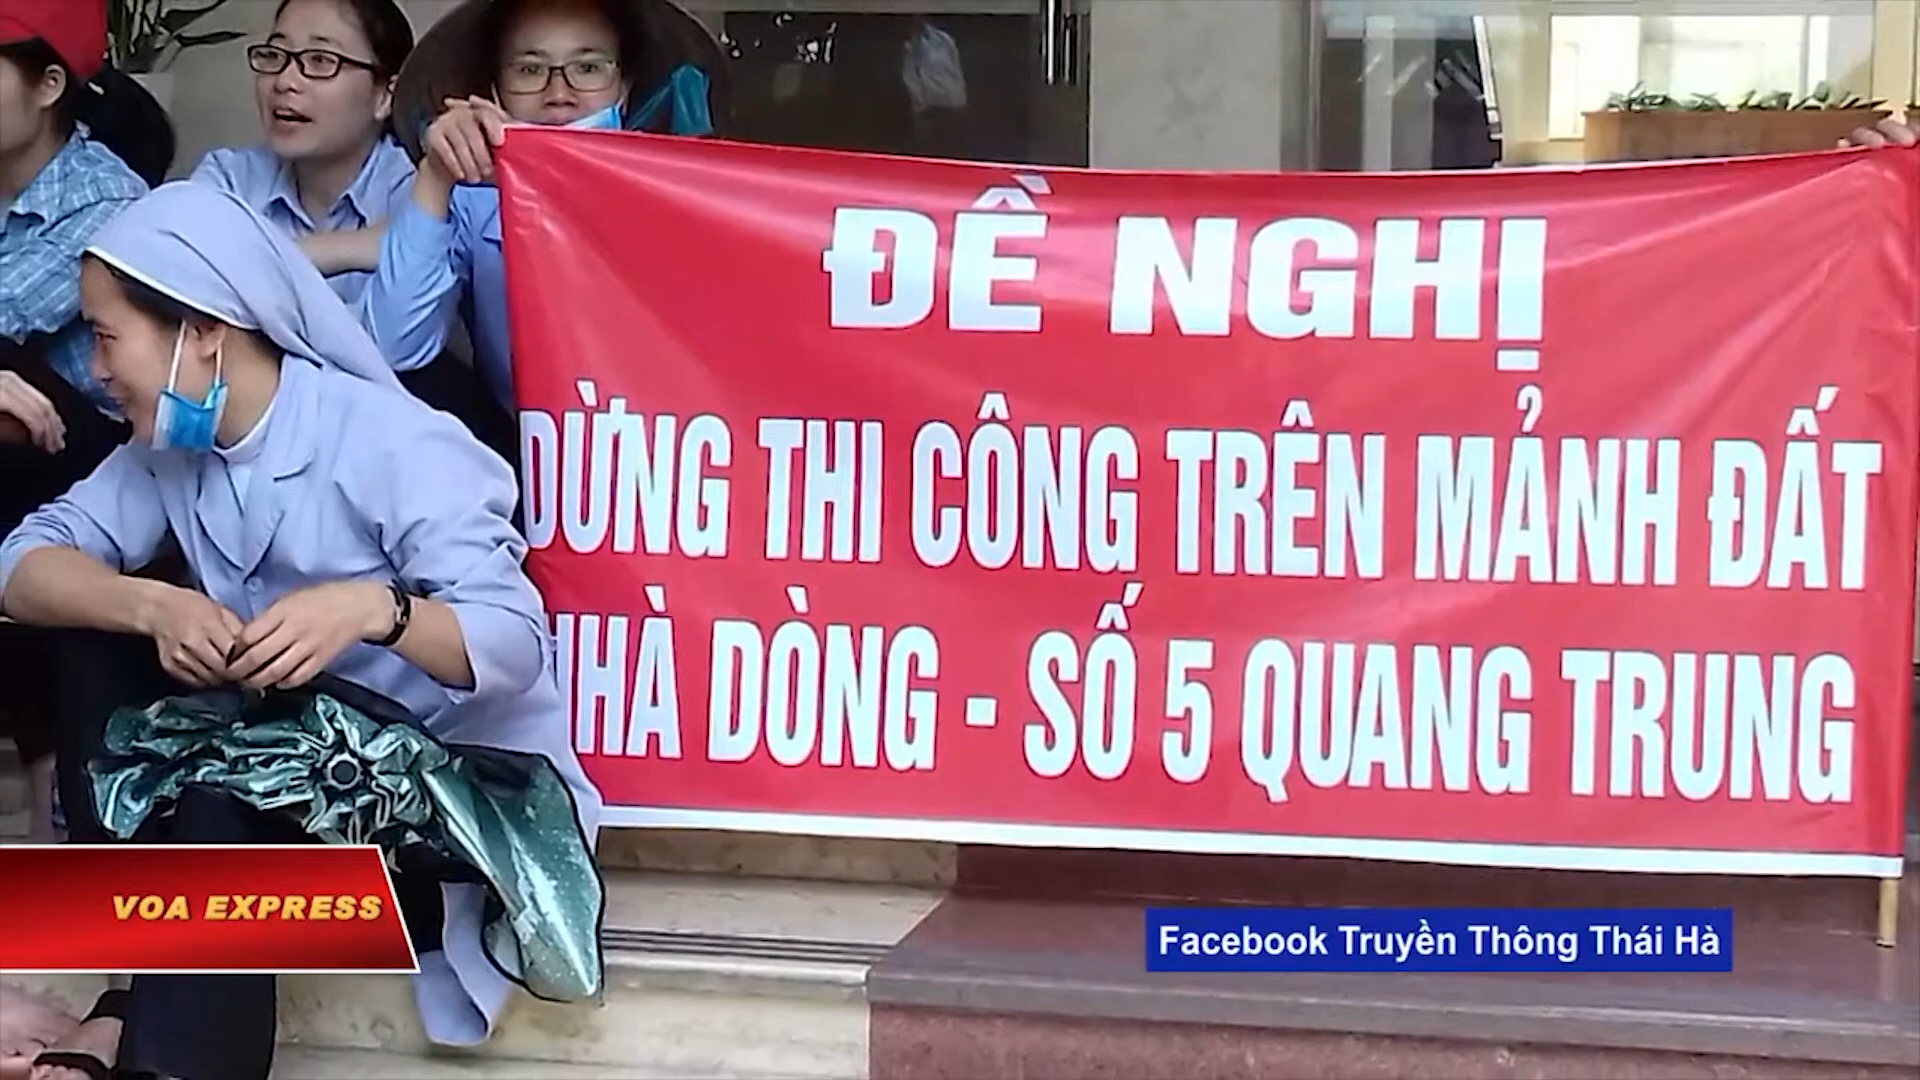 ĐỀ NGHỊ
DỪNG THI CÔNG TRÊN MẢNH ĐẤT
NHÀ DÒNG - SỐ 5 QUANG TRUNG
VOA EXPRESS
Facebook Truyền Thông Thái Hà